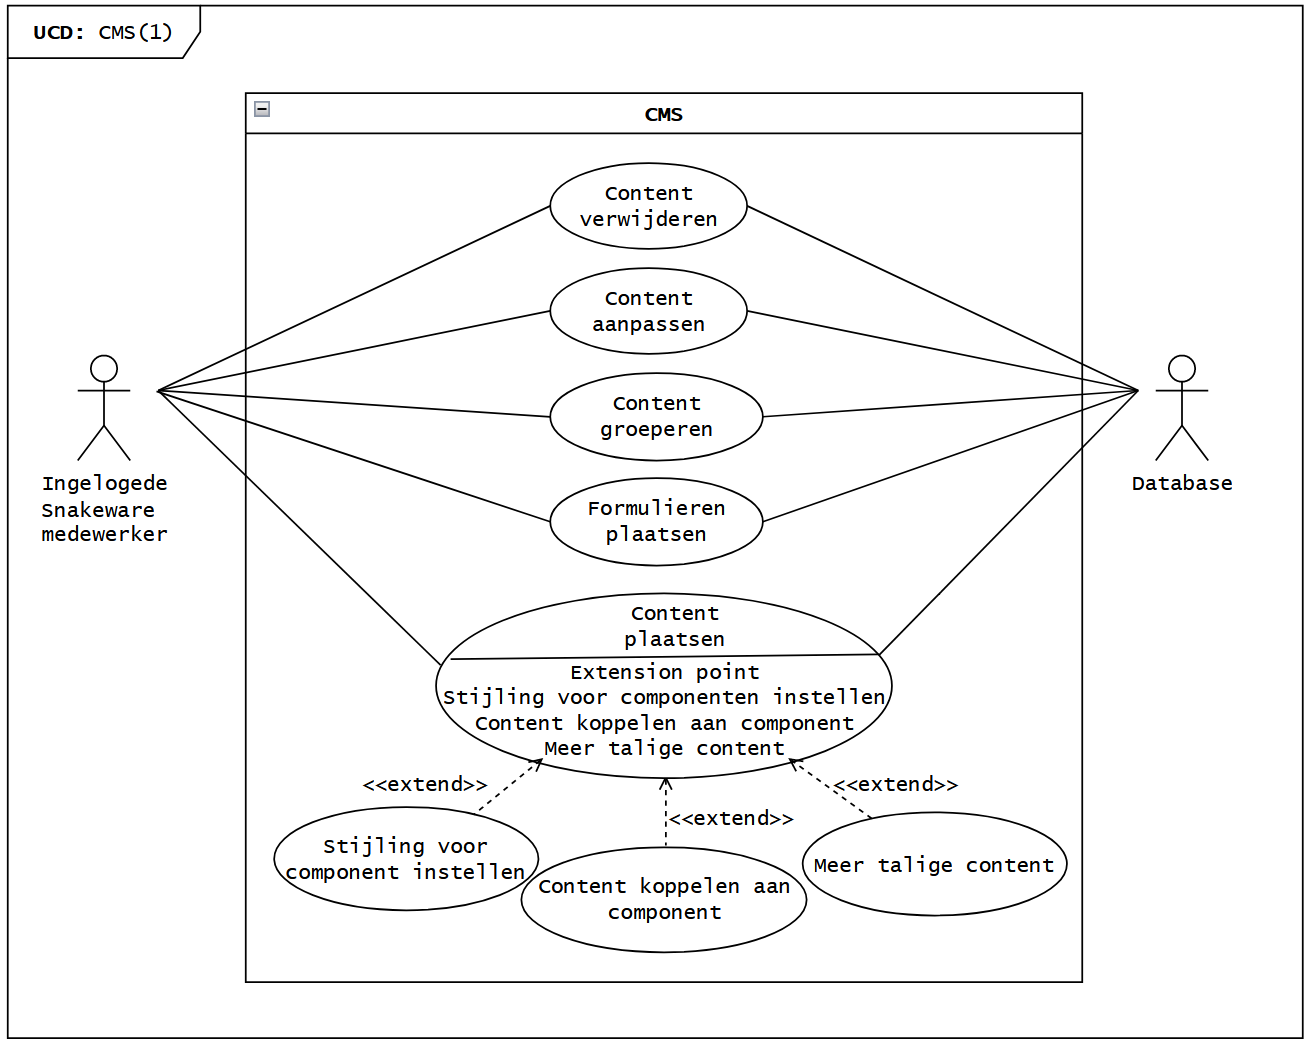 UCD: CMS(1)
CMS
Content
verwijderen
Content
aanpassen
Content
groeperen
Formulieren
plaatsen
Ingelogede
Snakeware
medewerker
Database
Content
plaatsen
Extension point
Stijling voor componenten instellen
Content koppelen aan component
Meer talige content
<<extend>>
<<extend>>
<<extend>>
Stijling voor
component instellen
Content koppelen aan
component
Meer talige content